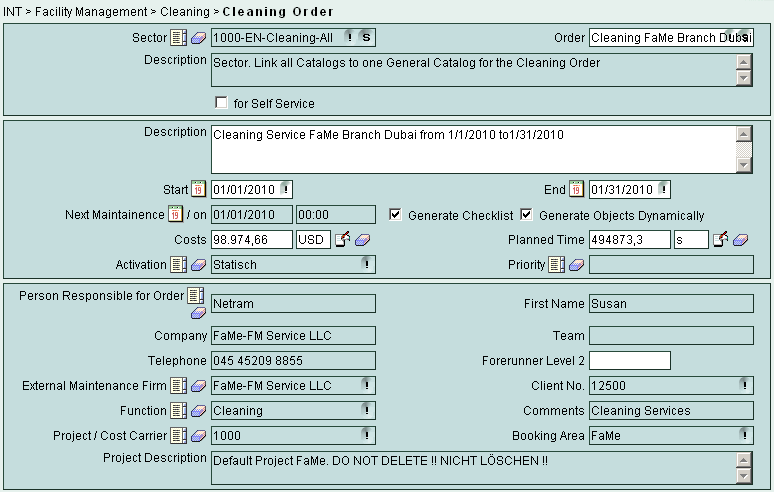 INT > Facility Management > Cleaning > Cleaning Order
Sector 1000-EN-Cleaning-All ! S Order Cleaning FaMe Branch Dubai
Description Sector. Link all Catalogs to one General Catalog for the Cleaning Order
for Self Service
Description Cleaning Service FaMe Branch Dubai from 1/1/2010 to1/31/2010
Start 19 01/01/2010 ! End 19 01/31/2010 !
Next Maintainence 19 / on 01/01/2010 00:00 Generate Checklist Generate Objects Dynamically
Costs 98.974,66 USD Planned Time 494873,3 s
Activation Statisch ! Priority
Person Responsible for Order Netram First Name Susan
Company FaMe-FM Service LLC Team
Telephone 045 45209 8855 Forerunner Level 2
External Maintenance Firm FaMe-FM Service LLC ! Client No. 12500 !
Function Cleaning ! Comments Cleaning Services
Project / Cost Carrier 1000 ! Booking Area FaMe !
Project Description Default Project FaMe. DO NOT DELETE !! NICHT LÖSCHEN !!